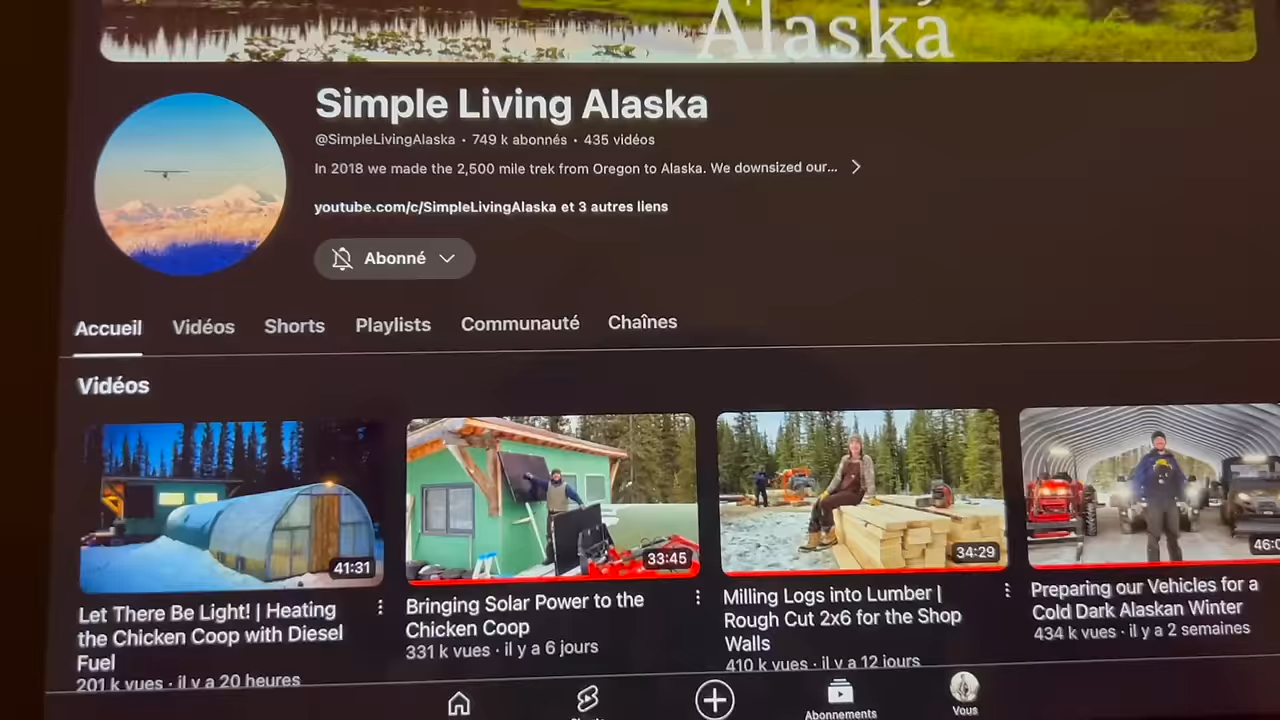 Alaska
Simple Living Alaska
@SimpleLivingAlaska • 749 k abonnés • 435 vidéos
In 2018 we made the 2,500 mile trek from Oregon to Alaska. We downsized our...
youtube.com/c/SimpleLivingAlaska et 3 autres liens
Abonné
Accueil Vidéos Shorts Playlists Communauté Chaînes
Vidéos
41:31
33:45
34:29
46:0
Let There Be Light! | Heating
the Chicken Coop with Diesel
Fuel
201 k vues · il y a 20 heures
Bringing Solar Power to the
Chicken Coop
331 k vues · il y a 6 jours
Milling Logs into Lumber |
Rough Cut 2x6 for the Shop
Walls
410 k vues · il y a 12 jours
Preparing our Vehicles for a
Cold Dark Alaskan Winter
434 k vues · il y a 2 semaines
Abonnements
Vous